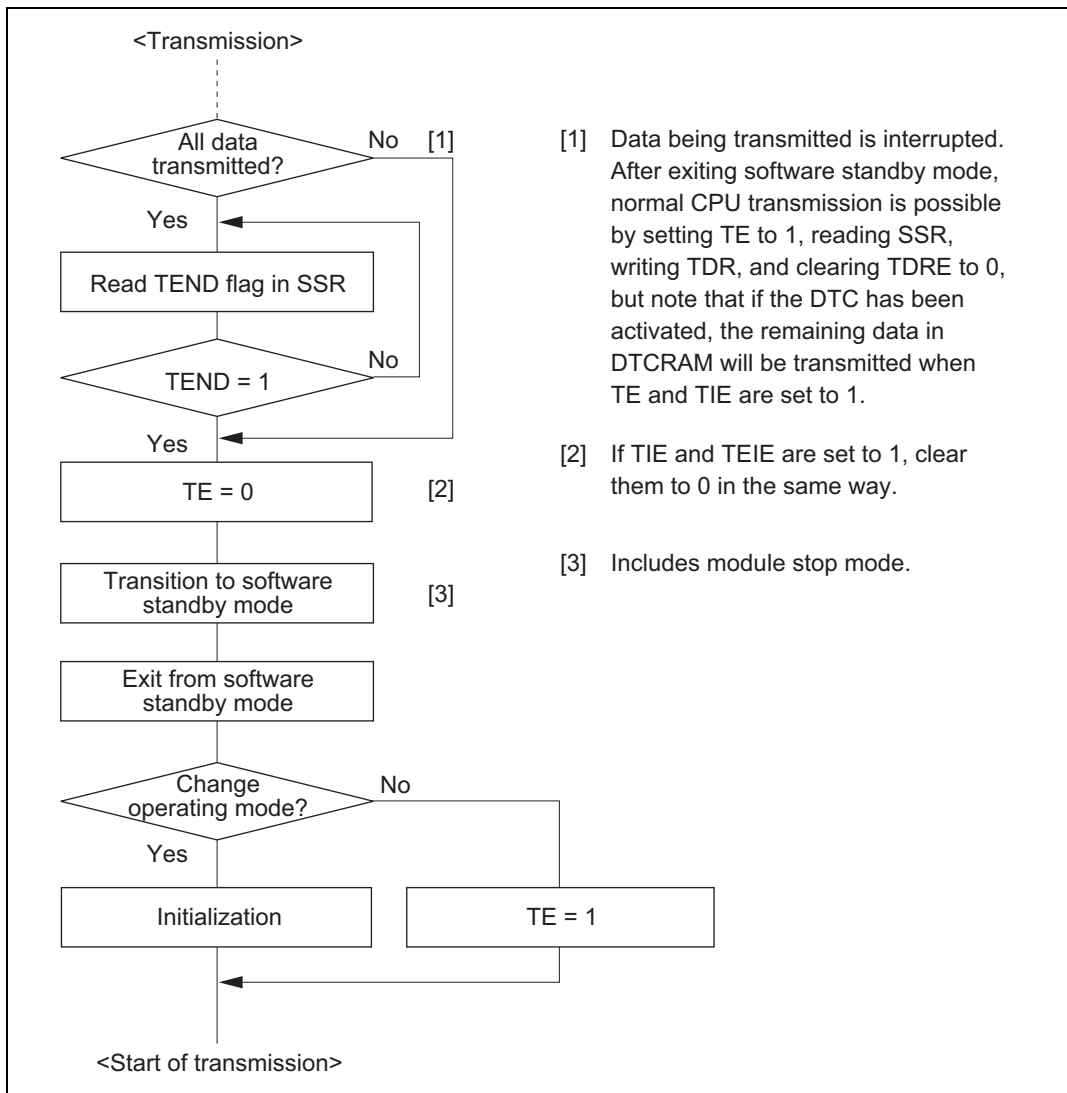 <Transmission>
All data
transmitted?
No
[1]
Yes
Read TEND flag in SSR
TEND = 1
No
Yes
TE = 0
[2]
Transition to software
standby mode
[3]
Exit from software
standby mode
Change
operating mode?
No
Yes
Initialization
TE = 1
<Start of transmission>
[1] Data being transmitted is interrupted.
After exiting software standby mode,
normal CPU transmission is possible
by setting TE to 1, reading SSR,
writing TDR, and clearing TDRE to 0,
but note that if the DTC has been
activated, the remaining data in
DTCRAM will be transmitted when
TE and TIE are set to 1.
[2] If TIE and TEIE are set to 1, clear
them to 0 in the same way.
[3] Includes module stop mode.